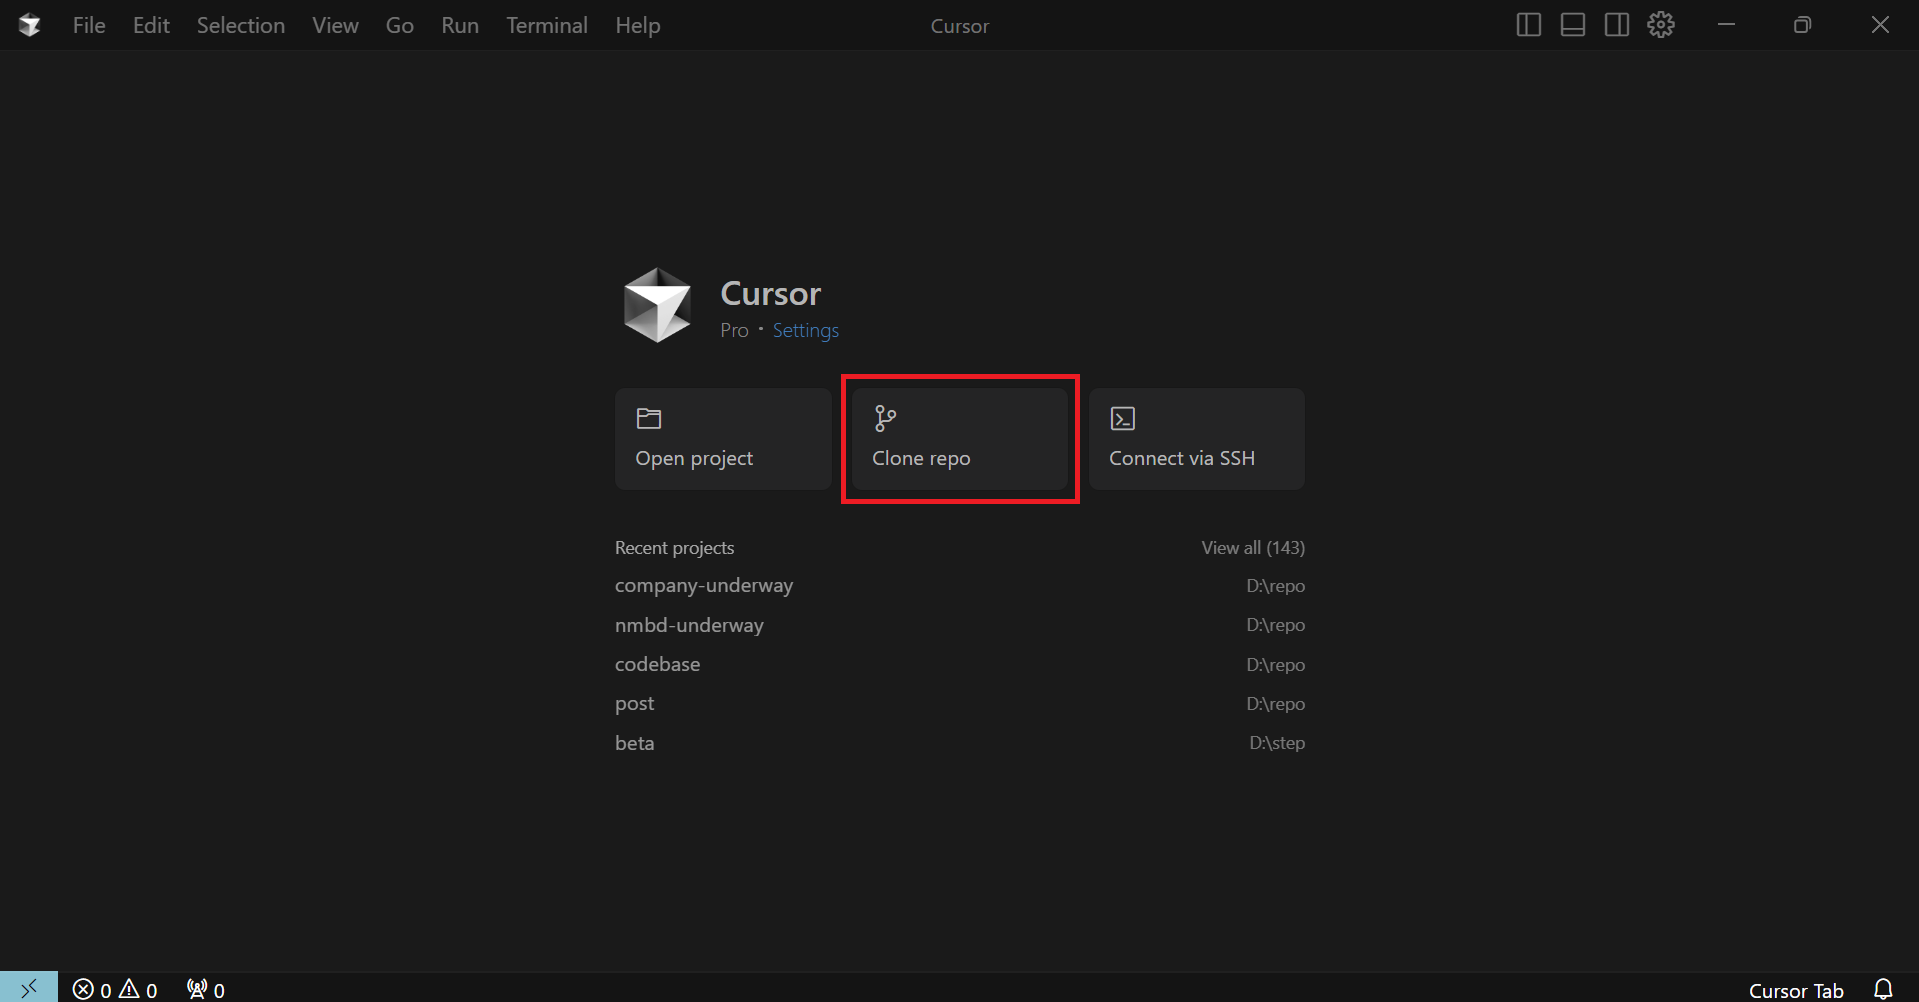 File Edit Selection View Go Run Terminal Help Cursor
Cursor
Pro • Settings
Open project Clone repo Connect via SSH
Recent projects View all (143)
company-underway D:\repo
nmbd-underway D:\repo
codebase D:\repo
post D:\repo
beta D:\step
0 0 0 Cursor Tab